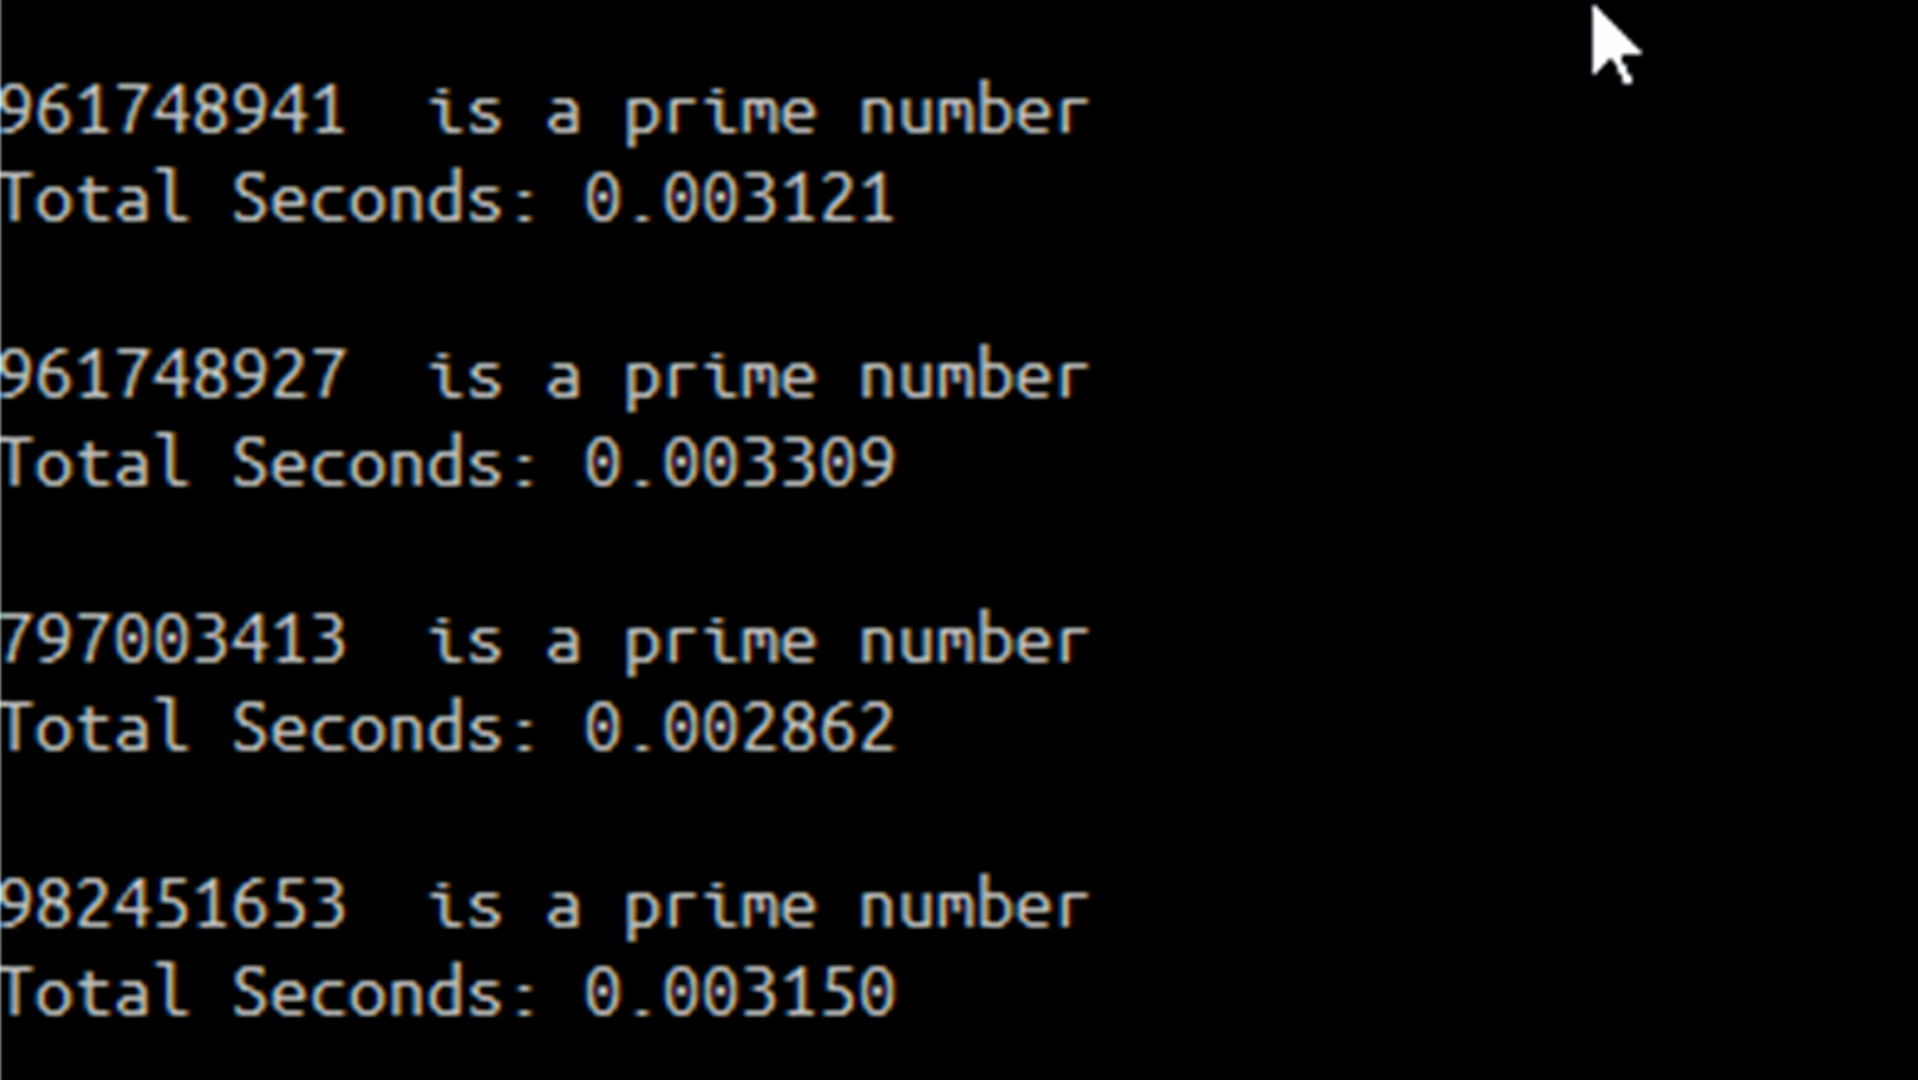 961748941  is a prime number
Total Seconds: 0.003121
961748927  is a prime number
Total Seconds: 0.003309
797003413  is a prime number
Total Seconds: 0.002862
982451653  is a prime number
Total Seconds: 0.003150